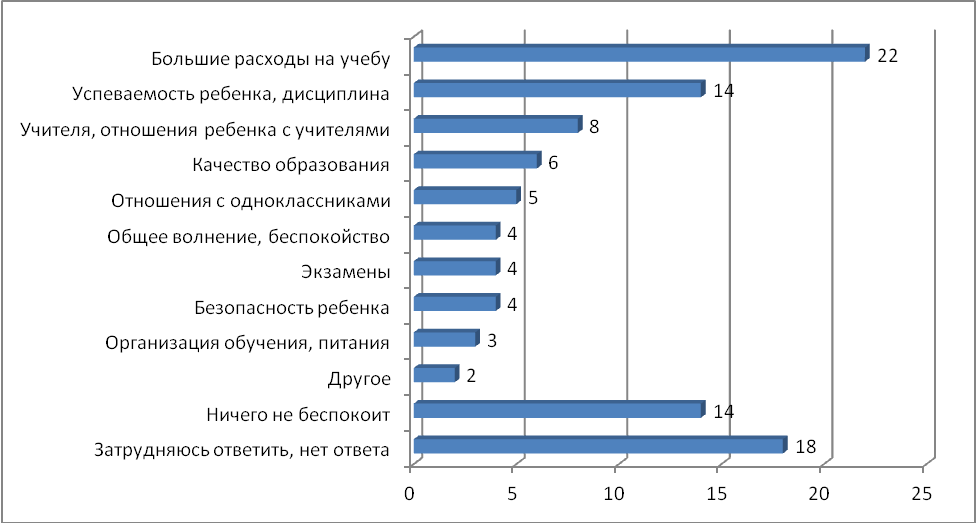 Большие расходы на учебу 22
Успеваемость ребенка, дисциплина 14
Учителя, отношения ребенка с учителями 8
Качество образования 6
Отношения с одноклассниками 5
Общее волнение, беспокойство 4
Экзамены 4
Безопасность ребенка 4
Организация обучения, питания 3
Другое 2
Ничего не беспокоит 14
Затрудняюсь ответить, нет ответа 18
0 5 10 15 20 25